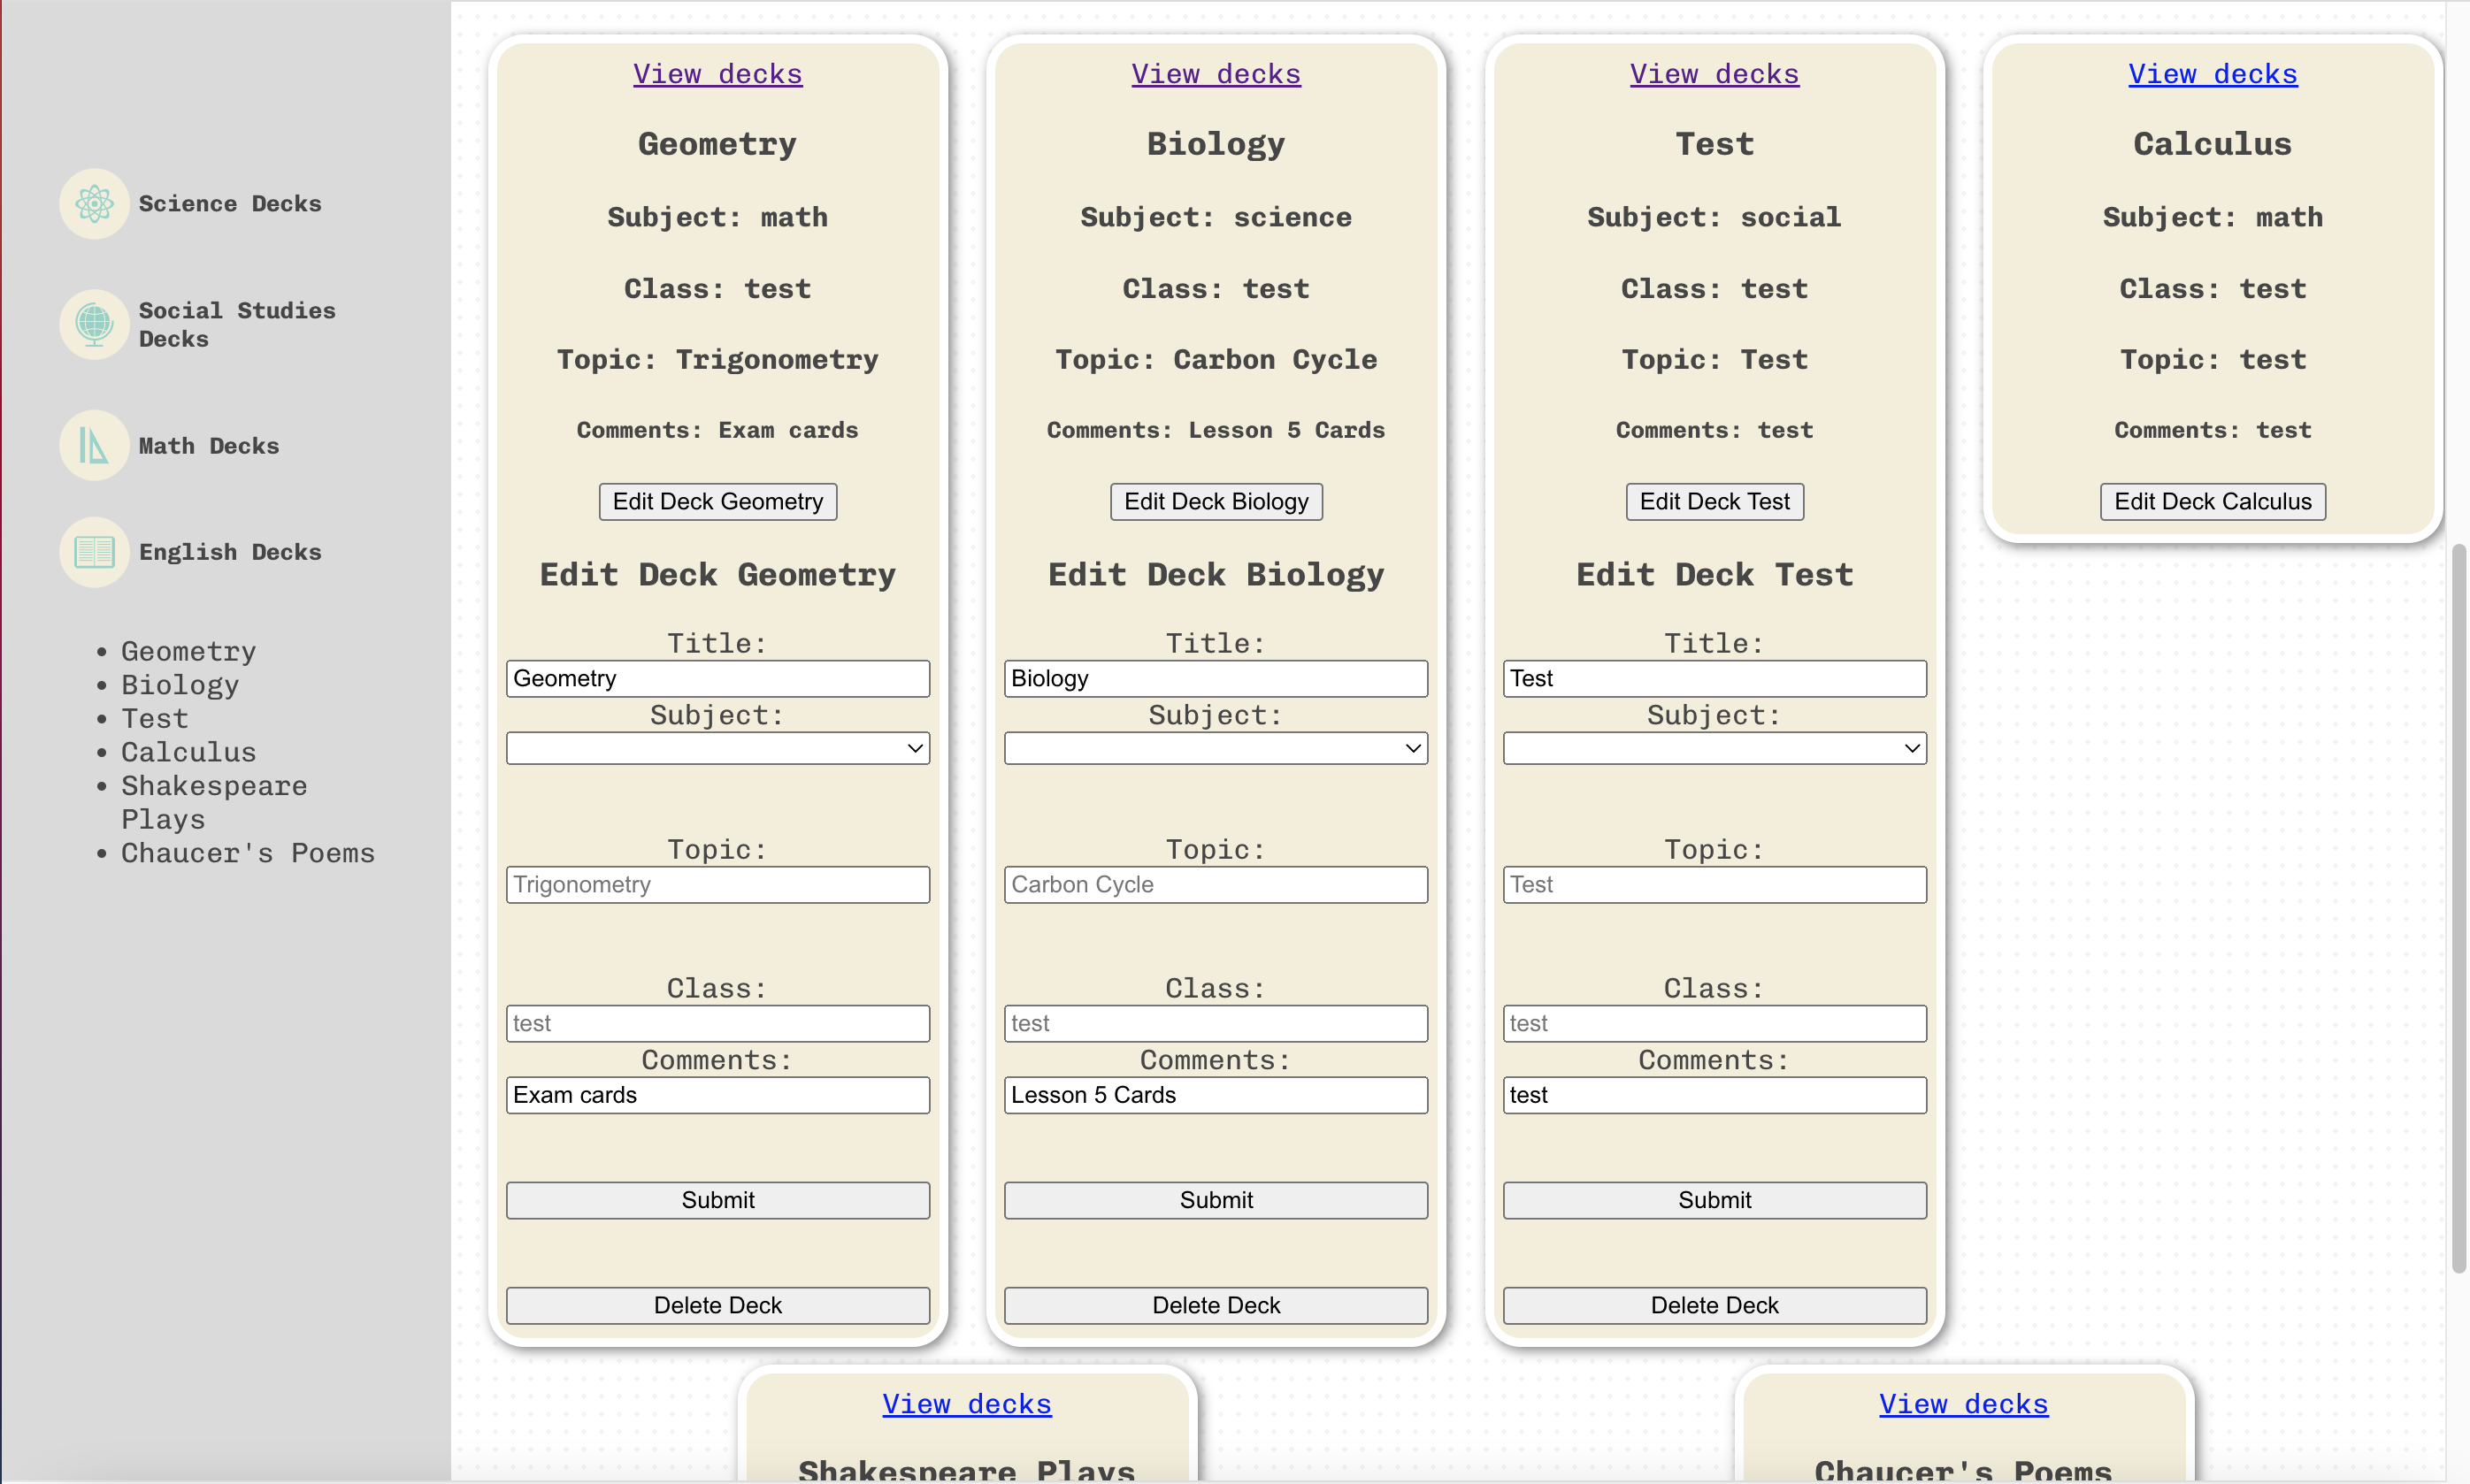 Science Decks
Social Studies
Decks
Math Decks
English Decks
Geometry
Biology
Test
Calculus
Shakespeare
Plays
Chaucer's Poems
View decks
Geometry
Subject: math
Class: test
Topic: Trigonometry
Comments: Exam cards
Edit Deck Geometry
Edit Deck Geometry
Title:
Geometry
Subject:
Topic:
Trigonometry
Class:
test
Comments:
Exam cards
Submit
Delete Deck
View decks
Biology
Subject: science
Class: test
Topic: Carbon Cycle
Comments: Lesson 5 Cards
Edit Deck Biology
Edit Deck Biology
Title:
Biology
Subject:
Topic:
Carbon Cycle
Class:
test
Comments:
Lesson 5 Cards
Submit
Delete Deck
View decks
Test
Subject: social
Class: test
Topic: Test
Comments: test
Edit Deck Test
Edit Deck Test
Title:
Test
Subject:
Topic:
Test
Class:
test
Comments:
test
Submit
Delete Deck
View decks
Calculus
Subject: math
Class: test
Topic: test
Comments: test
Edit Deck Calculus
View decks
Shakespeare Plays
View decks
Chaucer's Poems